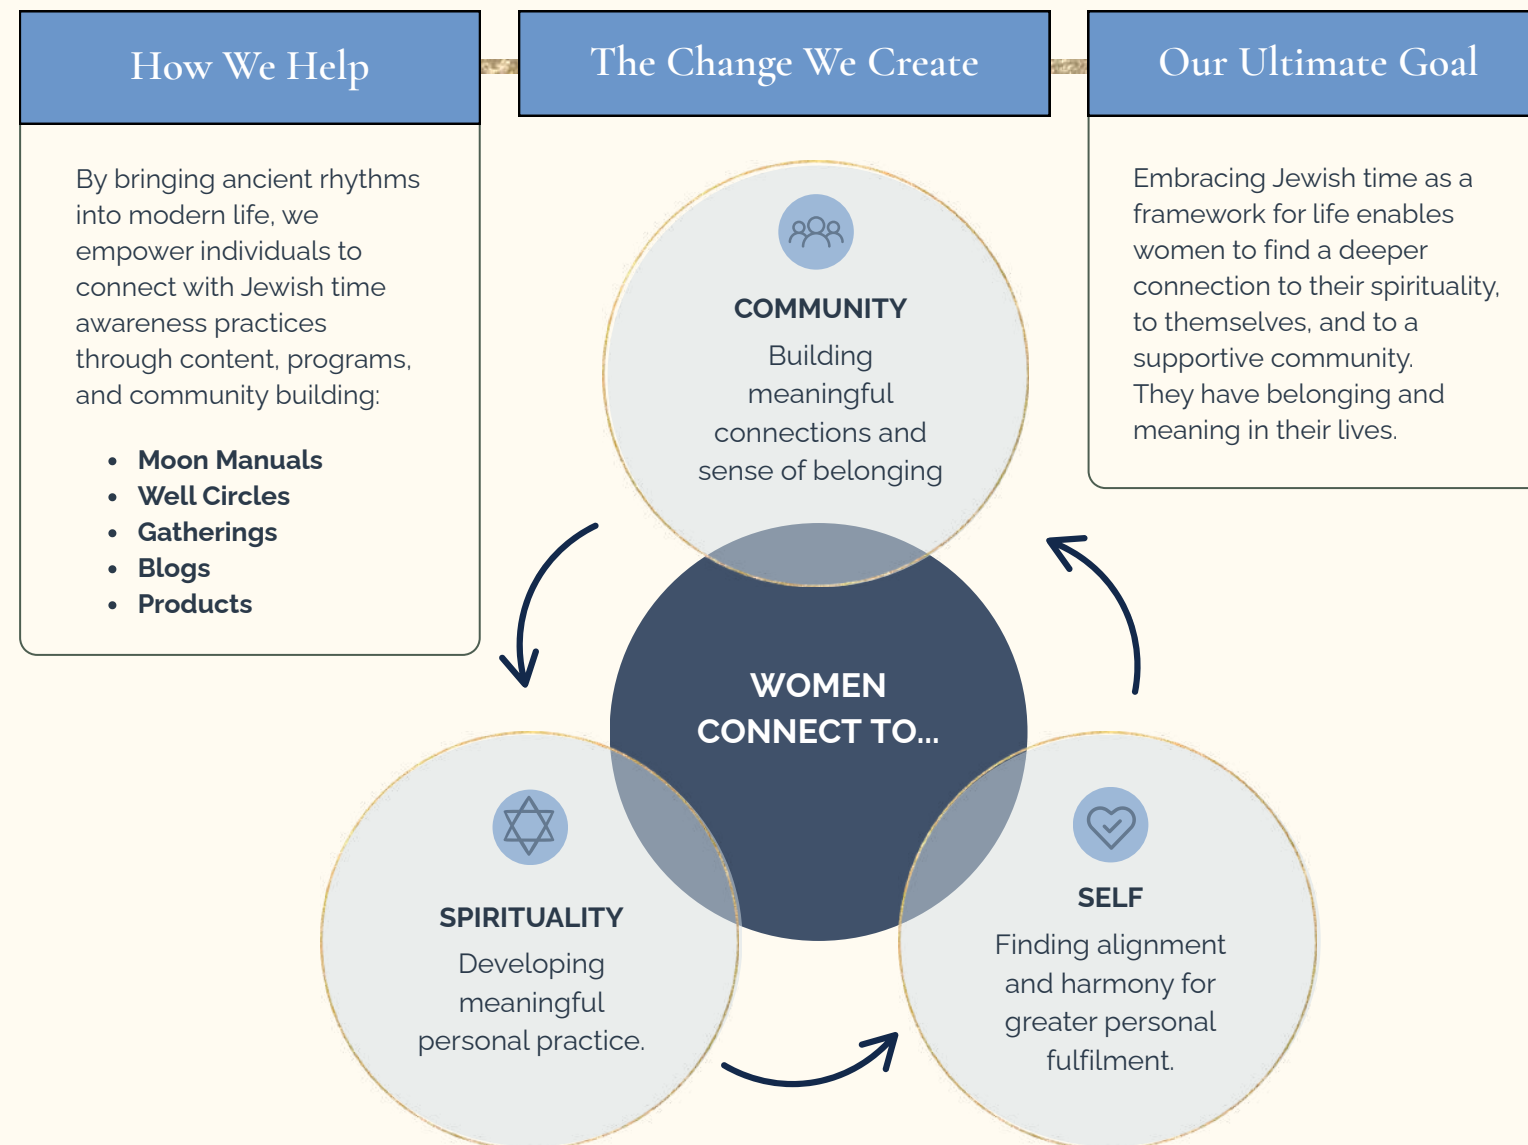 How We Help
By bringing ancient rhythms
into modern life, we
empower individuals to
connect with Jewish time
awareness practices
through content, programs,
and community building:
• Moon Manuals
• Well Circles
• Gatherings
• Blogs
• Products
The Change We Create
COMMUNITY
Building
meaningful
connections and
sense of belonging
WOMEN
CONNECT TO...
SPIRITUALITY
Developing
meaningful
personal practice.
SELF
Finding alignment
and harmony for
greater personal
fulfilment.
Our Ultimate Goal
Embracing Jewish time as a
framework for life enables
women to find a deeper
connection to their spirituality,
to themselves, and to a
supportive community.
They have belonging and
meaning in their lives.